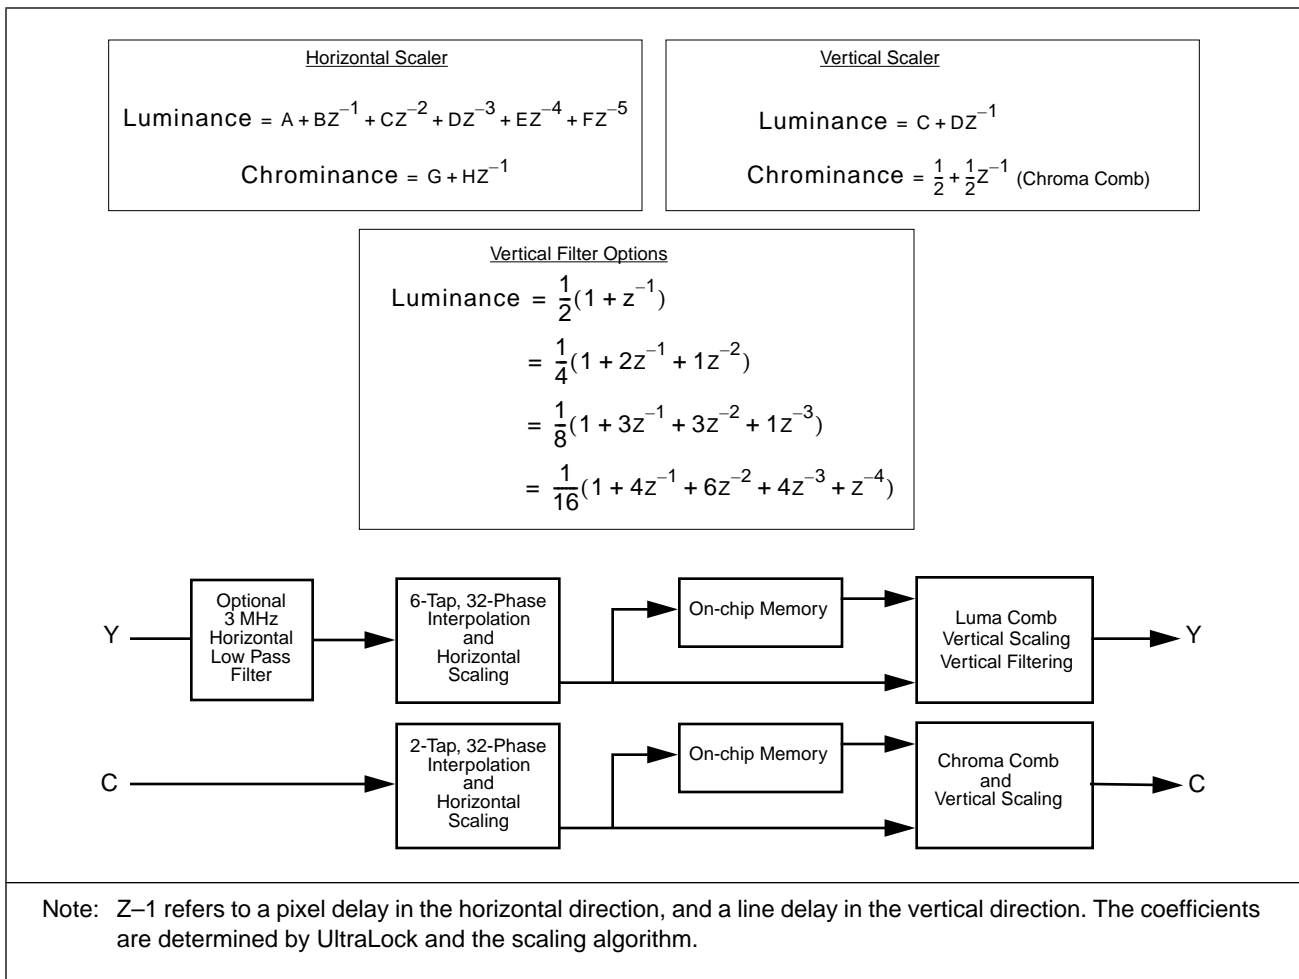 Horizontal Scaler
Luminance = A + BZ⁻¹ + CZ⁻² + DZ⁻³ + EZ⁻⁴ + FZ⁻⁵
Chrominance = G + HZ⁻¹
Vertical Scaler
Luminance = C + DZ⁻¹
Chrominance = 1/2 + 1/2Z⁻¹ (Chroma Comb)
Vertical Filter Options
Luminance = 1/2(1 + z⁻¹)
= 1/4(1 + 2z⁻¹ + 1z⁻²)
= 1/8(1 + 3z⁻¹ + 3z⁻² + 1z⁻³)
= 1/16(1 + 4z⁻¹ + 6z⁻² + 4z⁻³ + z⁻⁴)
Y
Optional
3 MHz
Horizontal
Low Pass
Filter
6-Tap, 32-Phase
Interpolation
and
Horizontal
Scaling
On-chip Memory
Luma Comb
Vertical Scaling
Vertical Filtering
Y
C
2-Tap, 32-Phase
Interpolation
and
Horizontal
Scaling
On-chip Memory
Chroma Comb
and
Vertical Scaling
C
Note: Z–1 refers to a pixel delay in the horizontal direction, and a line delay in the vertical direction. The coefficients
are determined by UltraLock and the scaling algorithm.